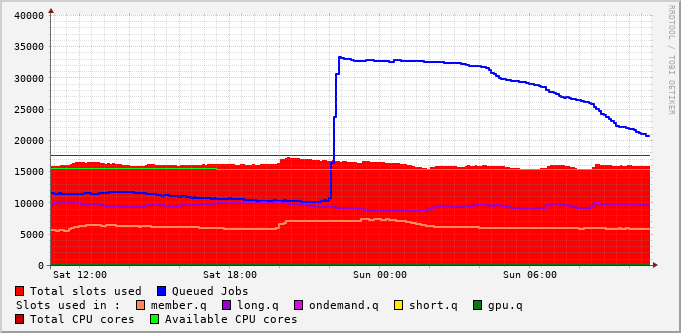 RRDTOOL / TOBI OETIKER
40000
35000
30000
25000
20000
15000
10000
5000
0
Sat 12:00 Sat 18:00 Sun 00:00 Sun 06:00
Total slots used Queued Jobs
Slots used in : member.q long.q ondemand.q short.q gpu.q
Total CPU cores Available CPU cores